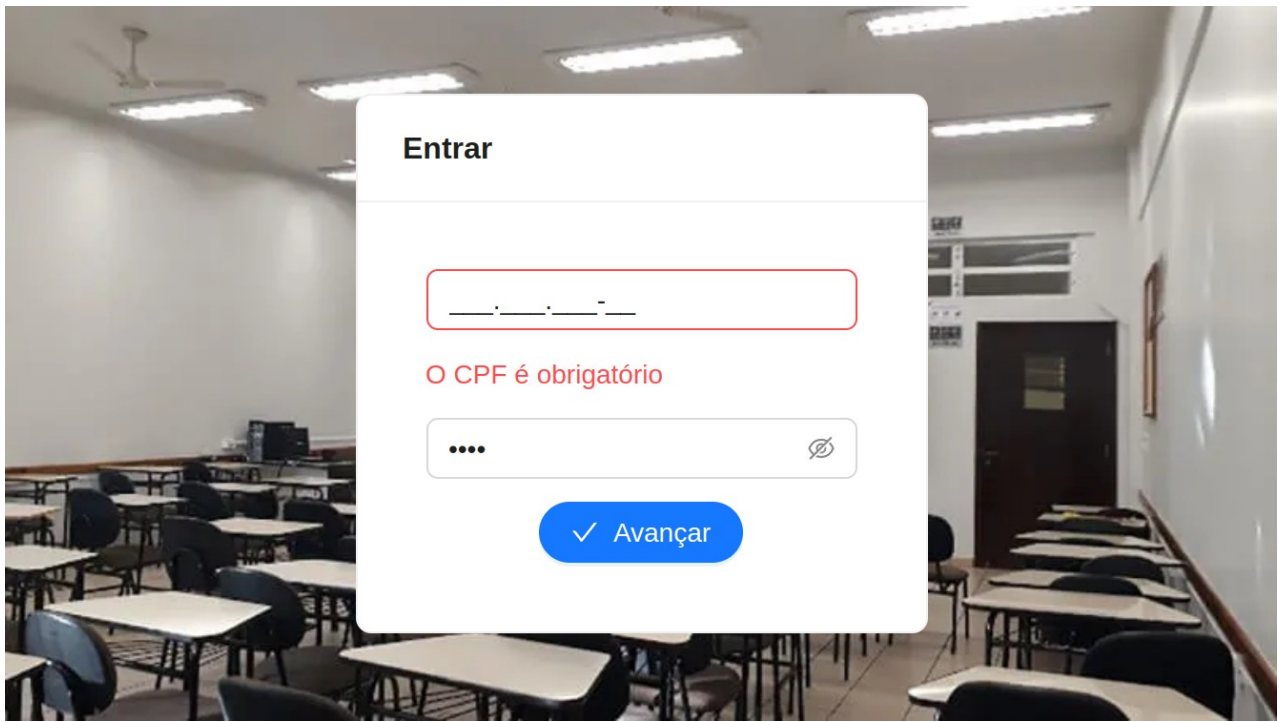 Entrar
___.___.___-__
O CPF é obrigatório
••••
Avançar